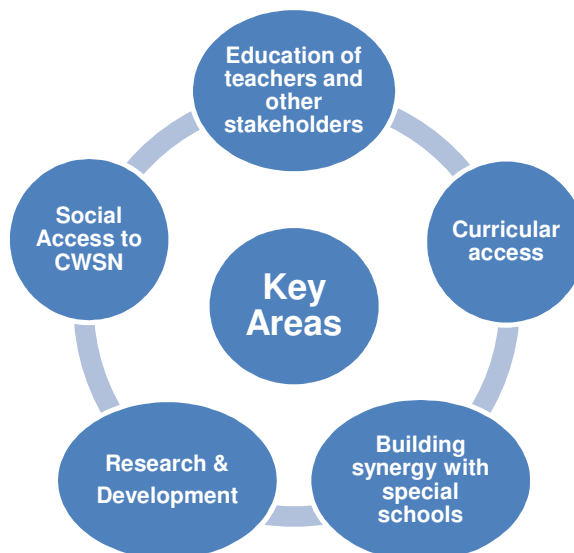 Education of
teachers and
other
stakeholders
Social
Access to
CWSN
Curricular
access
Key
Areas
Research &
Development
Building
synergy with
special
schools